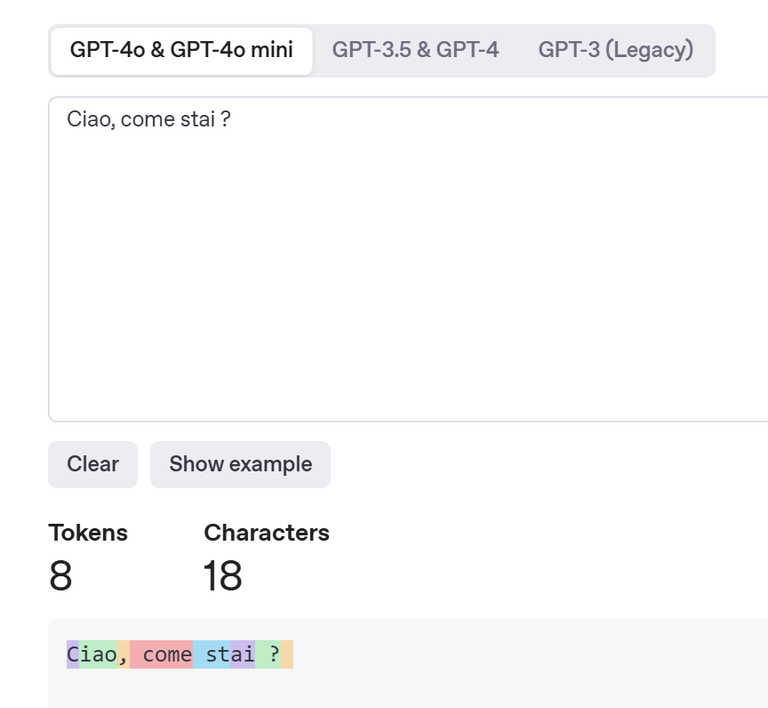 GPT-4o & GPT-4o mini GPT-3.5 & GPT-4 GPT-3 (Legacy)
Ciao, come stai ?
Clear Show example
Tokens Characters
8 18
Ciao, come stai ?